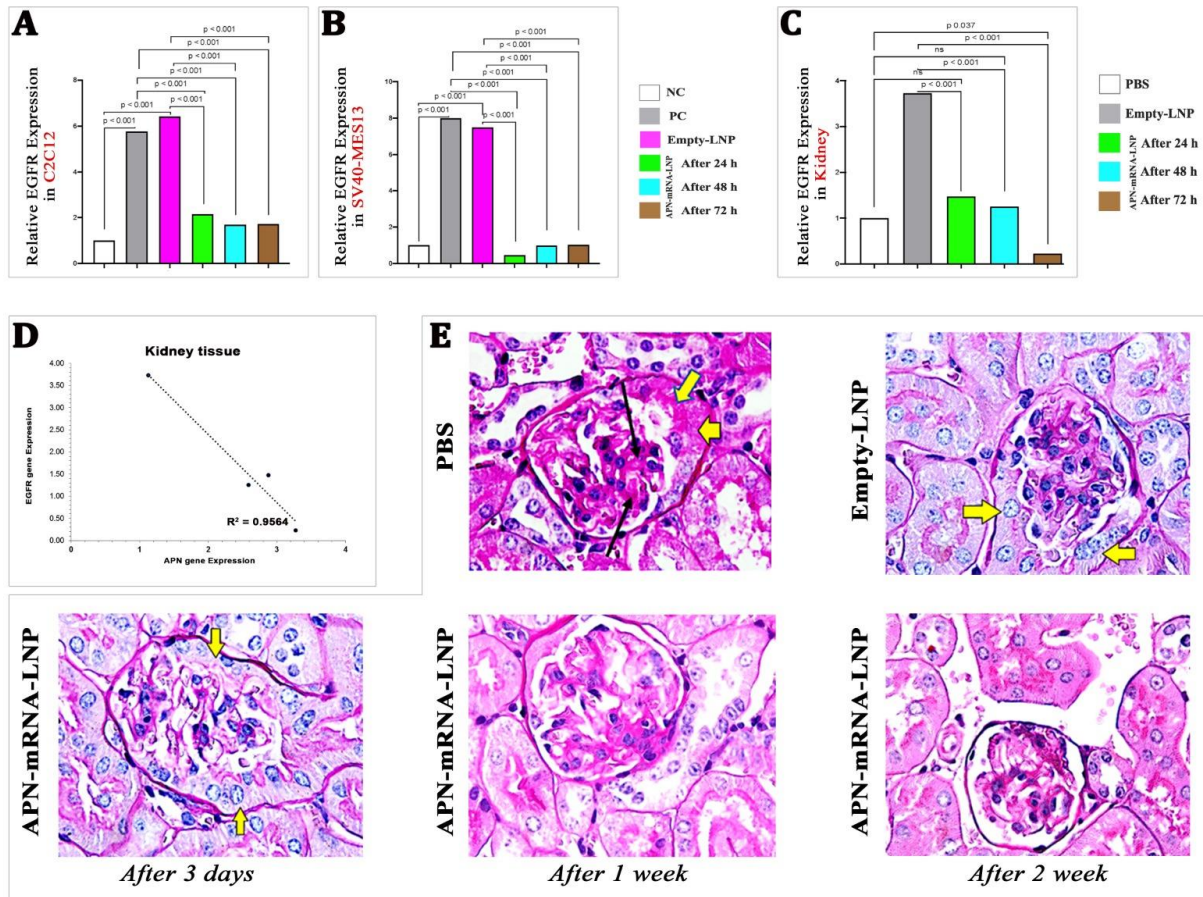 A
p < 0.001
p < 0.001
p < 0.001
p < 0.001
p < 0.001
p < 0.001
p < 0.001
p < 0.001
Relative EGFR Expression
in C2C12
8
6
4
2
0
B
p < 0.001
p < 0.001
p < 0.001
p < 0.001
p < 0.001
p < 0.001
p < 0.001
p < 0.001
Relative EGFR Expression
in SV40-MES13
10
8
6
4
2
0
NC
PC
Empty-LNP
APN-mRNA-LNP
After 24 h
After 48 h
After 72 h
C
p 0.037
p < 0.001
ns
p < 0.001
ns
p < 0.001
Relative EGFR Expression
in Kidney
4
3
2
1
0
PBS
Empty-LNP
APN-mRNA-LNP
After 24 h
After 48 h
After 72 h
D
Kidney tissue
EGFR gene Expression
4.00
3.50
3.00
2.50
2.00
1.50
1.00
0.50
0.00
R² = 0.9564
0
1
2
3
4
APN gene Expression
E
PBS
Empty-LNP
APN-mRNA-LNP
After 3 days
APN-mRNA-LNP
After 1 week
APN-mRNA-LNP
After 2 week